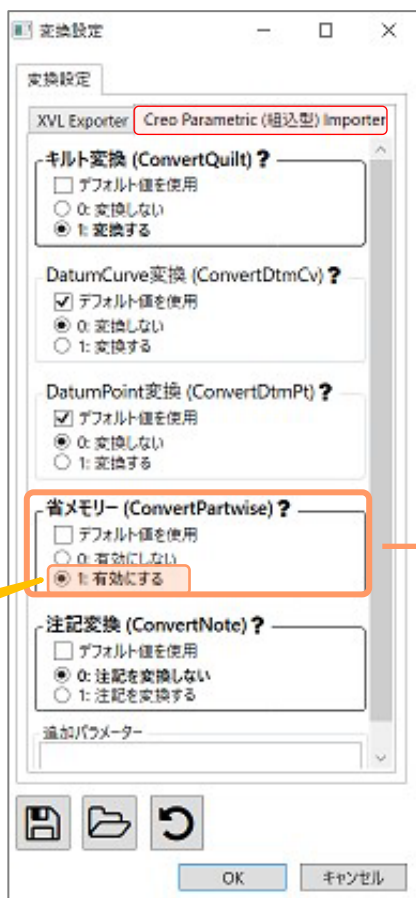 変換設定
変換設定
XVL Exporter Creo Parametric (組込型) Importer
キルト変換 (ConvertQuilt) ?
デフォルト値を使用
0: 変換しない
1: 変換する
DatumCurve変換 (ConvertDtmCv) ?
デフォルト値を使用
0: 変換しない
1: 変換する
DatumPoint変換 (ConvertDtmPt) ?
デフォルト値を使用
0: 変換しない
1: 変換する
省メモリー (ConvertPartwise) ?
デフォルト値を使用
0: 有効にしない
1: 有効にする
注記変換 (ConvertNote) ?
デフォルト値を使用
0: 注記を変換しない
1: 注記を変換する
追加パラメーター
OK キャンセル